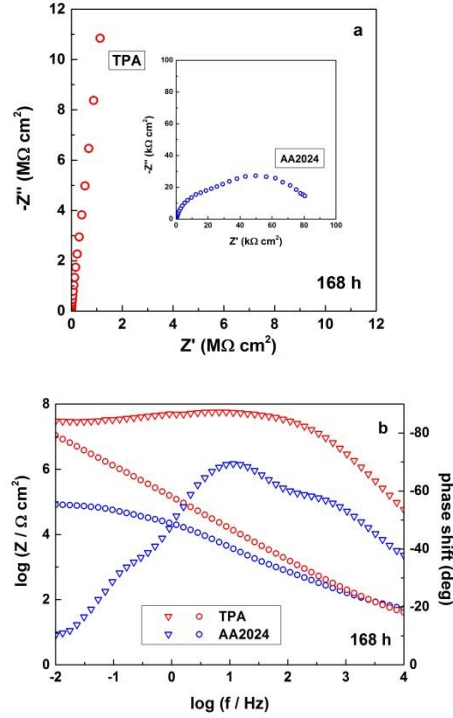 12
10
8
6
4
2
0
0 2 4 6 8 10 12
-Z'' (MΩ cm²)
Z' (MΩ cm²)
a
TPA
100
80
60
40
20
0
0 20 40 60 80 100
-Z'' (kΩ cm²)
Z' (kΩ cm²)
AA2024
168 h
8
6
4
2
0
-2 -1 0 1 2 3 4
log (Z / Ω cm²)
log (f / Hz)
b
-80
-60
-40
-20
0
phase shift (deg)
TPA
AA2024
168 h